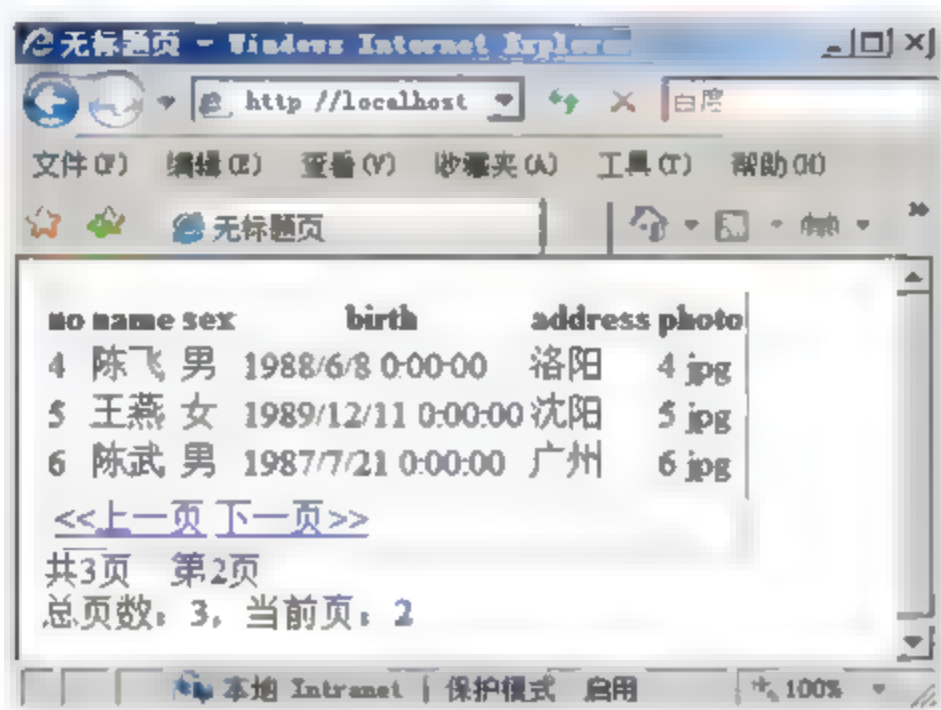 无标题页 - Windows Internet Explorer
http //localhost 百度
文件(F) 编辑(E) 查看(V) 收藏夹(A) 工具(T) 帮助(H)
无标题页
no name sex birth address photo
4 陈飞 男 1988/6/8 0:00:00 洛阳 4 jpg
5 王燕 女 1989/12/11 0:00:00 沈阳 5 jpg
6 陈武 男 1987/7/21 0:00:00 广州 6 jpg
<<上一页 下一页>>
共3页 第2页
总页数：3，当前页：2
本地 Intranet | 保护模式 启用 100%